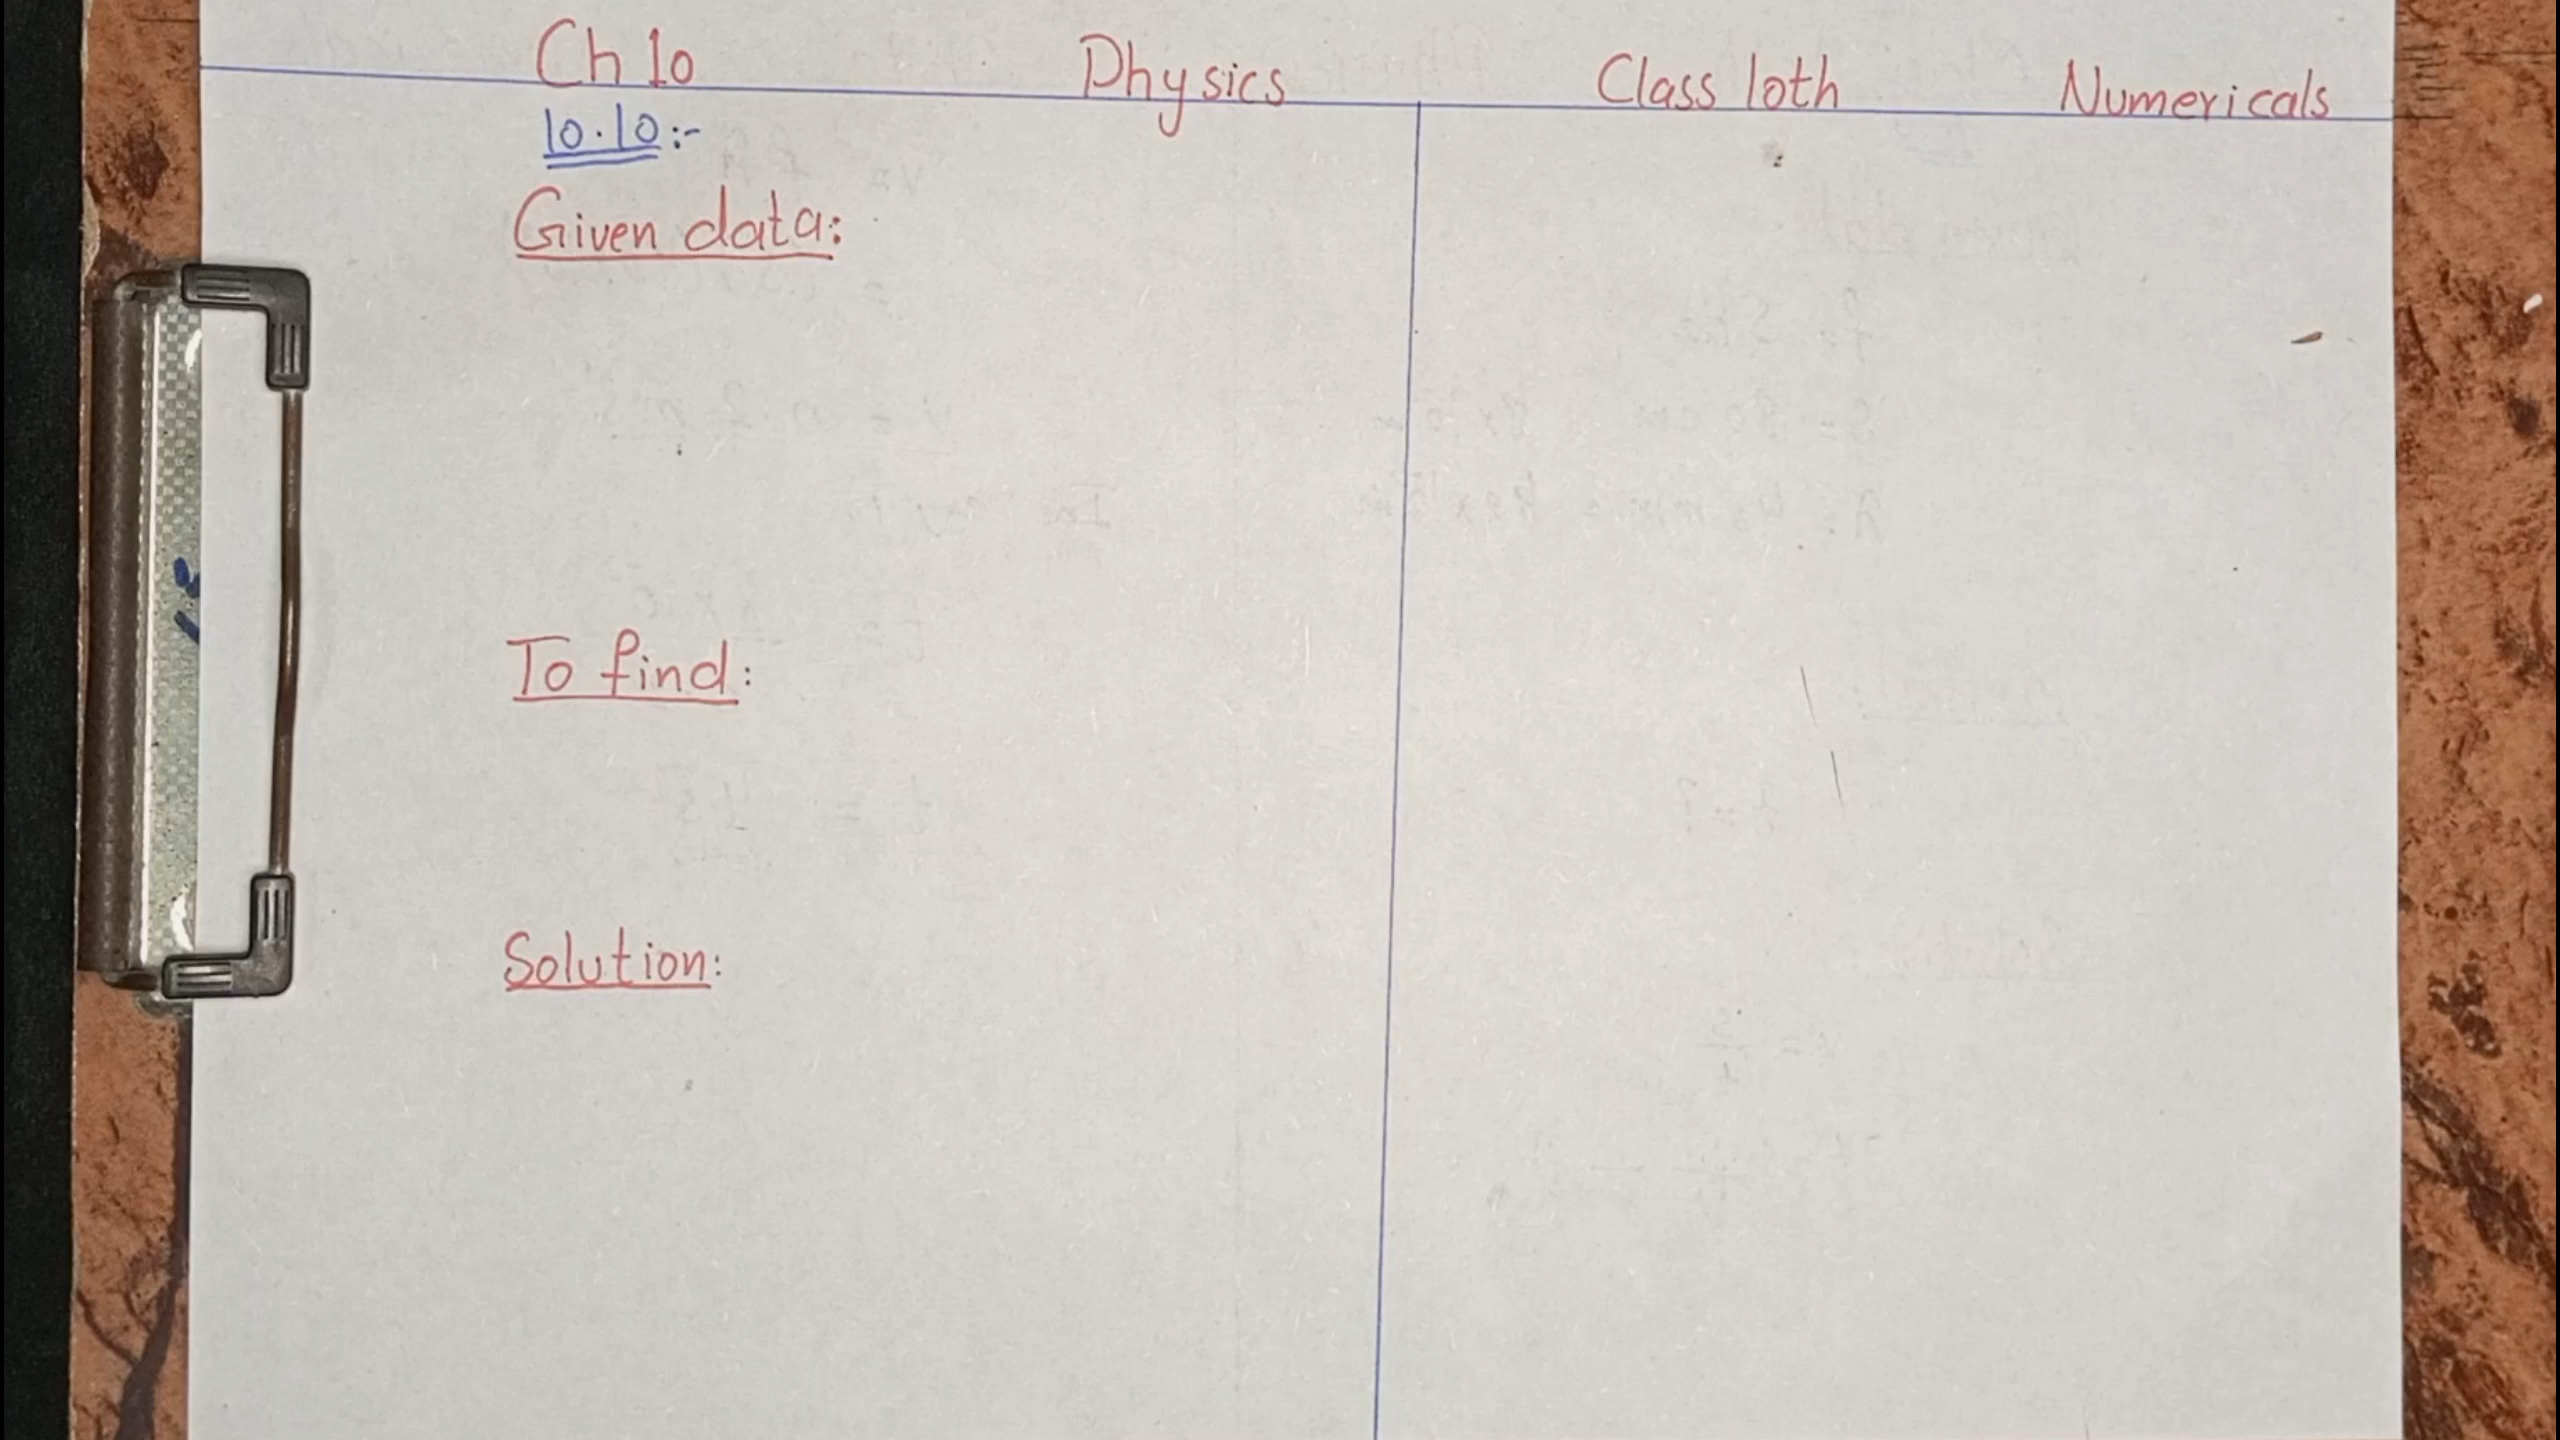 Ch 10 Physics Class 10th Numericals
10.10:-
Given data:
To find:
Solution: